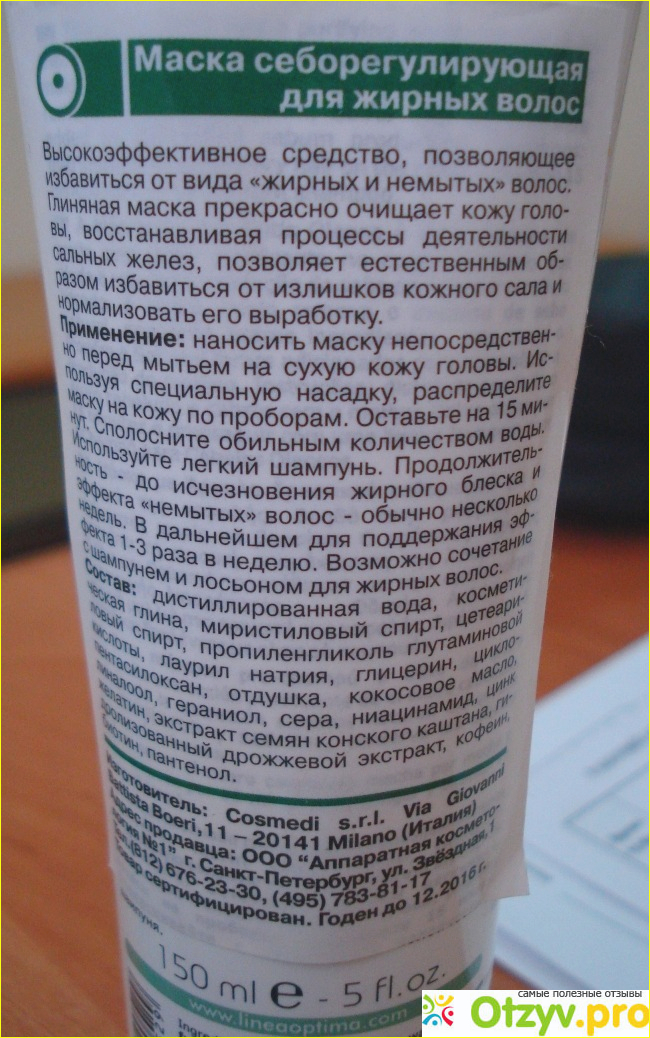 Маска себорегулирующая
для жирных волос
Высокоэффективное средство, позволяющее
избавиться от вида «жирных и немытых» волос.
Глиняная маска прекрасно очищает кожу голо-
вы, восстанавливая процессы деятельности
сальных желез, позволяет естественным об-
разом избавиться от излишков кожного сала и
нормализовать его выработку.
Применение: наносить маску непосредствен-
но перед мытьем на сухую кожу головы. Ис-
пользуя специальную насадку, распределите
маску на кожу по проборам. Оставьте на 15 ми-
нут. Сполосните обильным количеством воды.
Используйте легкий шампунь. Продолжитель-
ность - до исчезновения жирного блеска и
эффекта «немытых» волос - обычно несколько
недель. В дальнейшем для поддержания эф-
фекта 1-3 раза в неделю. Возможно сочетание
с шампунем и лосьоном для жирных волос.
Состав: дистиллированная вода, космети-
ческая глина, миристиловый спирт, цетеари-
ловый спирт, пропиленгликоль глутаминовой
кислоты, лаурил натрия, глицерин, цикло-
пентасилоксан, отдушка, кокосовое масло,
линалоол, гераниол, сера, ниацинамид, цинк
желатин, экстракт семян конского каштана, ги-
дролизованный дрожжевой экстракт, кофеин,
биотин, пантенол.
Изготовитель: Cosmedi s.r.l. Via Giovanni
Battista Boeri, 11 – 20141 Milano (Италия)
Адрес продавца: ООО "Аппаратная космето-
логия №1" г. Санкт-Петербург, ул. Звёздная, 1
Тел.(812) 676-23-30, (495) 783-81-17
Товар сертифицирован. Годен до 12.2016 г.
шампуня.
150 ml e - 5 fl.oz.
www.lineaoptima.com
Ingre
самые полезные отзывы
Otzyv.pro